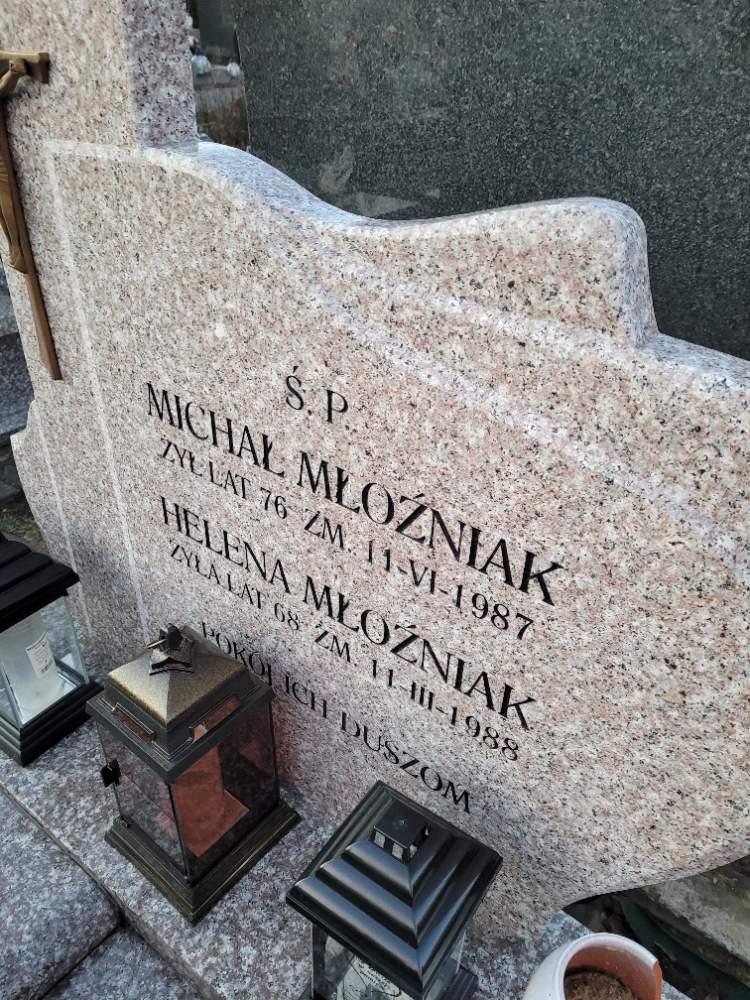 Ś. P.
MICHAŁ MŁOŹNIAK
ŻYŁ LAT 76 ZM. 11-VI-1987
HELENA MŁOŹNIAK
ŻYŁA LAT 68 ZM. 11-III-1988
POKÓJ ICH DUSZOM